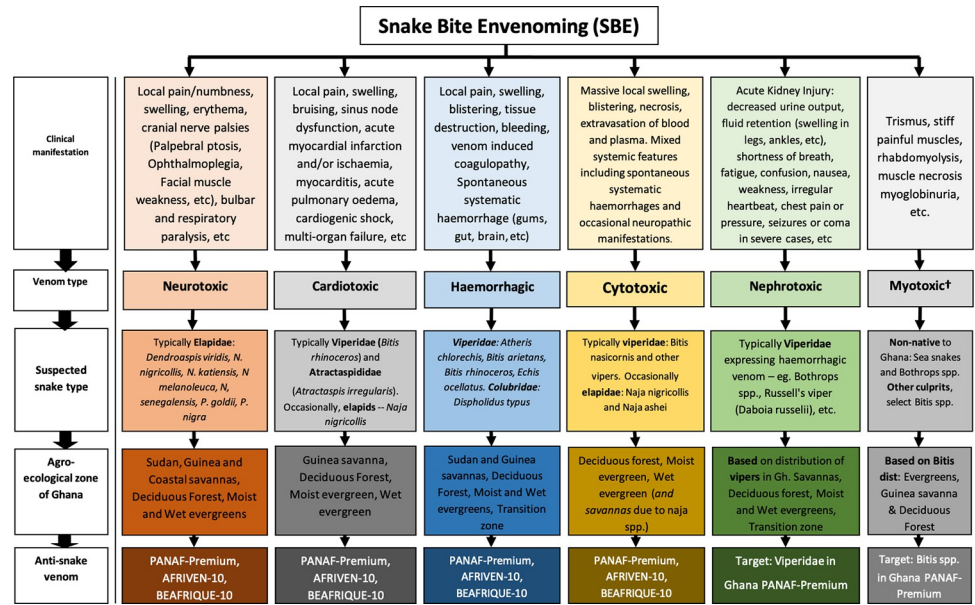 Snake Bite Envenoming (SBE)
Clinical
manifestation
Local pain/numbness,
swelling, erythema,
cranial nerve palsies
(Palpebral ptosis,
Ophthalmoplegia,
Facial muscle
weakness, etc), bulbar
and respiratory
paralysis, etc
Local pain, swelling,
bruising, sinus node
dysfunction, acute
myocardial infarction
and/or ischaemia,
myocarditis, acute
pulmonary oedema,
cardiogenic shock,
multi-organ failure, etc
Local pain, swelling,
blistering, tissue
destruction, bleeding,
venom induced
coagulopathy,
Spontaneous
systematic
haemorrhage (gums,
gut, brain, etc)
Massive local swelling,
blistering, necrosis,
extravasation of blood
and plasma. Mixed
systemic features
including spontaneous
systematic
haemorrhages and
occasional neuropathic
manifestations.
Acute Kidney Injury:
decreased urine output,
fluid retention (swelling in
legs, ankles, etc),
shortness of breath,
fatigue, confusion, nausea,
weakness, irregular
heartbeat, chest pain or
pressure, seizures or coma
in severe cases, etc
Trismus, stiff
painful muscles,
rhabdomyolysis,
muscle necrosis
myoglobinuria,
etc.
Venom type
Neurotoxic
Cardiotoxic
Haemorrhagic
Cytotoxic
Nephrotoxic
Myotoxic†
Suspected
snake type
Typically Elapidae:
Dendroaspis viridis, N.
nigricollis, N. katiensis, N
melanoleuca, N,
senegalensis, P. goldii, P.
nigra
Typically Viperidae (Bitis
rhinoceros) and
Atractaspididae
(Atractaspis irregularis).
Occasionally, elapids -- Naja
nigricollis
Viperidae: Atheris
chlorechis, Bitis arietans,
Bitis rhinoceros, Echis
ocellatus. Colubridae:
Dispholidus typus
Typically viperidae: Bitis
nasicornis and other
vipers. Occasionally
elapidae: Naja nigricollis
and Naja ashei
Typically Viperidae
expressing haemorrhagic
venom – eg. Bothrops
spp., Russell's viper
(Daboia russelii), etc.
Non-native to
Ghana: Sea snakes
and Bothrops spp.
Other culprits,
select Bitis spp.
Agro-
ecological zone
of Ghana
Sudan, Guinea and
Coastal savannas,
Deciduous Forest, Moist
and Wet evergreens
Guinea savanna,
Deciduous Forest,
Moist evergreen, Wet
evergreen
Sudan and Guinea
savannas, Deciduous
Forest, Moist and Wet
evergreens, Transition
zone
Deciduous forest, Moist
evergreen, Wet
evergreen (and
savannas due to naja
spp.)
Based on distribution of
vipers in Gh. Savannas,
Deciduous forest, Moist
and Wet evergreens,
Transition zone
Based on Bitis
dist: Evergreens,
Guinea savanna
& Deciduous
Forest
Anti-snake
venom
PANAF-Premium,
AFRIVEN-10,
BEAFRIQUE-10
PANAF-Premium,
AFRIVEN-10,
BEAFRIQUE-10
PANAF-Premium,
AFRIVEN-10,
BEAFRIQUE-10
PANAF-Premium,
AFRIVEN-10,
BEAFRIQUE-10
Target: Viperidae in
Ghana PANAF-Premium
Target: Bitis spp.
in Ghana PANAF-
Premium